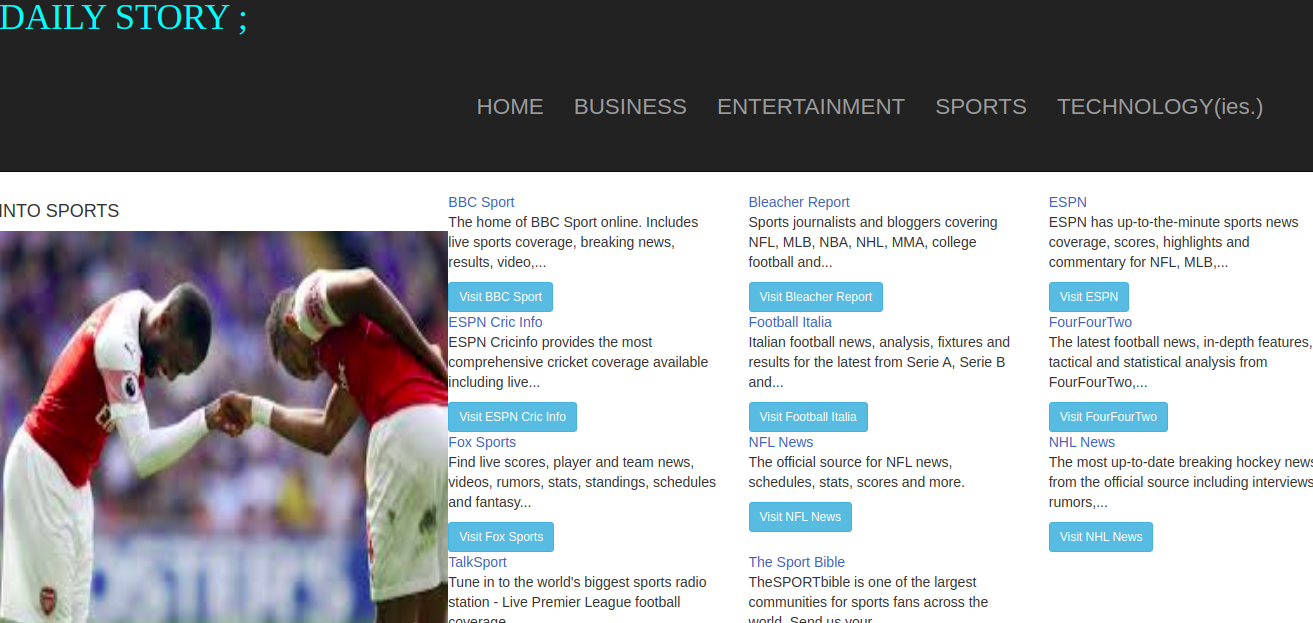 DAILY STORY ;
HOME BUSINESS ENTERTAINMENT SPORTS TECHNOLOGY(ies.)
INTO SPORTS
BBC Sport
The home of BBC Sport online. Includes
live sports coverage, breaking news,
results, video,...
Visit BBC Sport
Bleacher Report
Sports journalists and bloggers covering
NFL, MLB, NBA, NHL, MMA, college
football and...
Visit Bleacher Report
ESPN
ESPN has up-to-the-minute sports news
coverage, scores, highlights and
commentary for NFL, MLB,...
Visit ESPN
ESPN Cric Info
ESPN Cricinfo provides the most
comprehensive cricket coverage available
including live...
Visit ESPN Cric Info
Football Italia
Italian football news, analysis, fixtures and
results for the latest from Serie A, Serie B
and...
Visit Football Italia
FourFourTwo
The latest football news, in-depth features,
tactical and statistical analysis from
FourFourTwo,...
Visit FourFourTwo
Fox Sports
Find live scores, player and team news,
videos, rumors, stats, standings, schedules
and fantasy...
Visit Fox Sports
NFL News
The official source for NFL news,
schedules, stats, scores and more.
Visit NFL News
NHL News
The most up-to-date breaking hockey news
from the official source including interviews
rumors,...
Visit NHL News
TalkSport
Tune in to the world's biggest sports radio
station - Live Premier League football
coverage
The Sport Bible
TheSPORTbible is one of the largest
communities for sports fans across the
world. Send us your